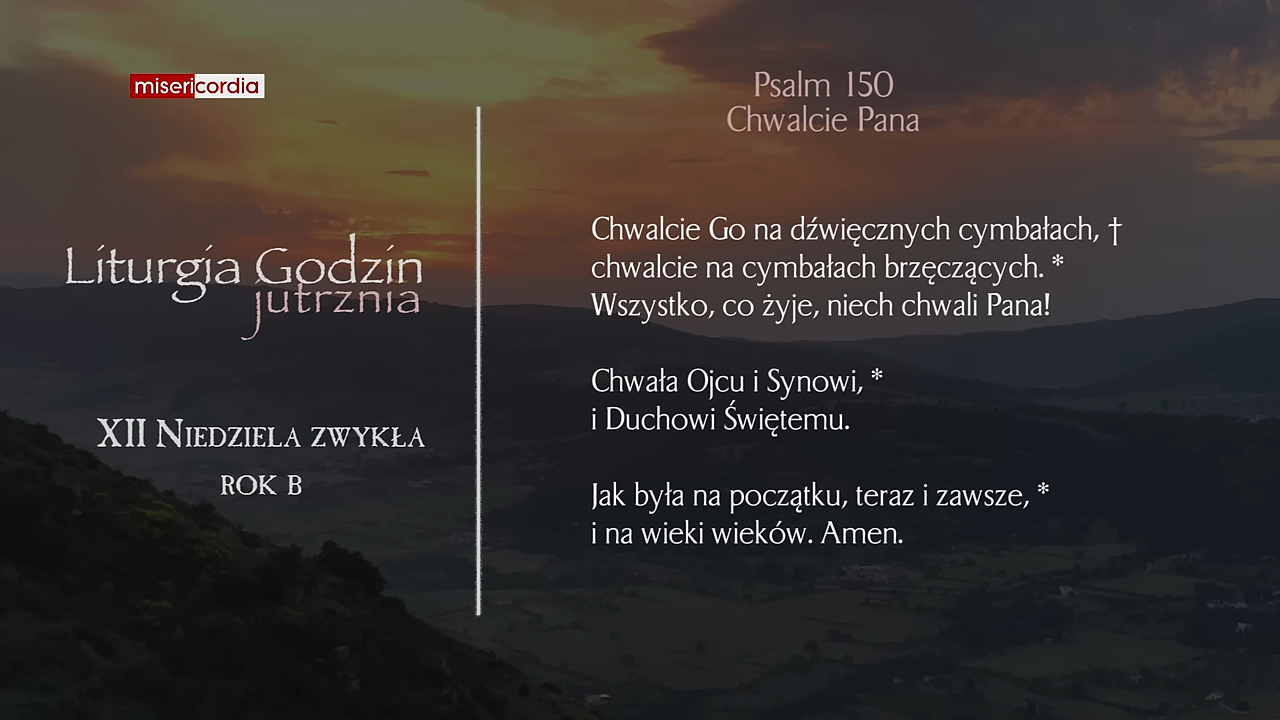 misericordia
Liturgia Godzin
jutrznia
XII Niedziela zwykła
rok B
Psalm 150
Chwalcie Pana
Chwalcie Go na dźwięcznych cymbałach, †
chwalcie na cymbałach brzęczących. *
Wszystko, co żyje, niech chwali Pana!
Chwała Ojcu i Synowi, *
i Duchowi Świętemu.
Jak była na początku, teraz i zawsze, *
i na wieki wieków. Amen.